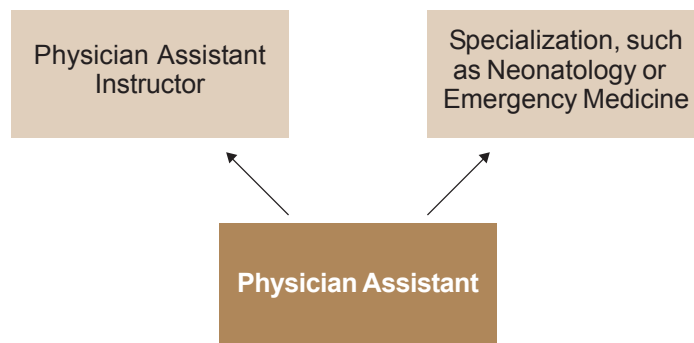 Physician Assistant
Instructor
Specialization, such
as Neonatology or
Emergency Medicine
Physician Assistant